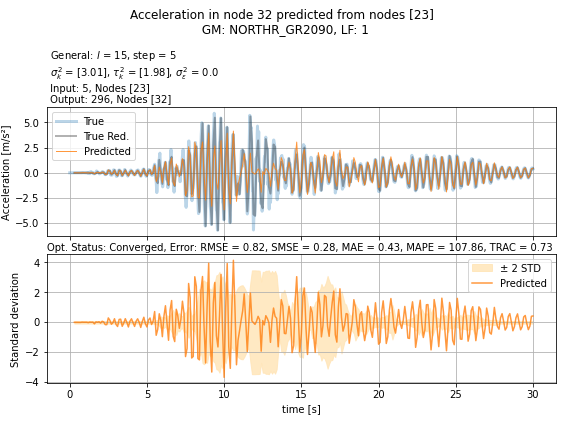 Acceleration in node 32 predicted from nodes [23]
GM: NORTHR_GR2090, LF: 1
General: l = 15, step = 5
σ²ₖ = [3.01], τ²ₖ = [1.98], σ²ₑ = 0.0
Input: 5, Nodes [23]
Output: 296, Nodes [32]
Acceleration [m/s²]
5.0
2.5
0.0
−2.5
−5.0
True
True Red.
Predicted
Opt. Status: Converged, Error: RMSE = 0.82, SMSE = 0.28, MAE = 0.43, MAPE = 107.86, TRAC = 0.73
Standard deviation
4
2
0
−2
−4
± 2 STD
Predicted
0 5 10 15 20 25 30
time [s]